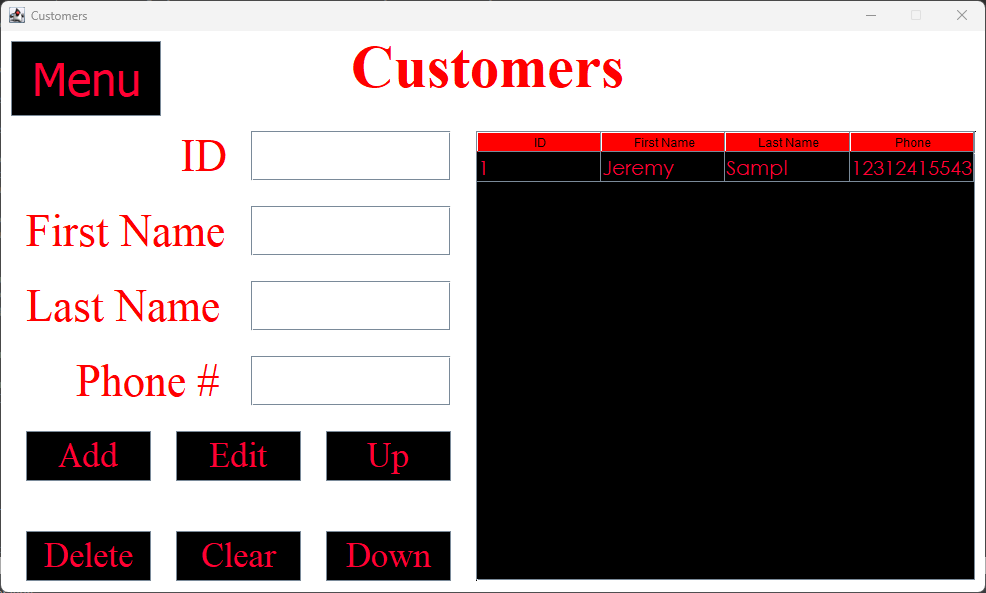 Customers
Menu
Customers
ID
First Name
Last Name
Phone #
Add Edit Up
Delete Clear Down
ID First Name Last Name Phone
1 Jeremy Sampl 12312415543